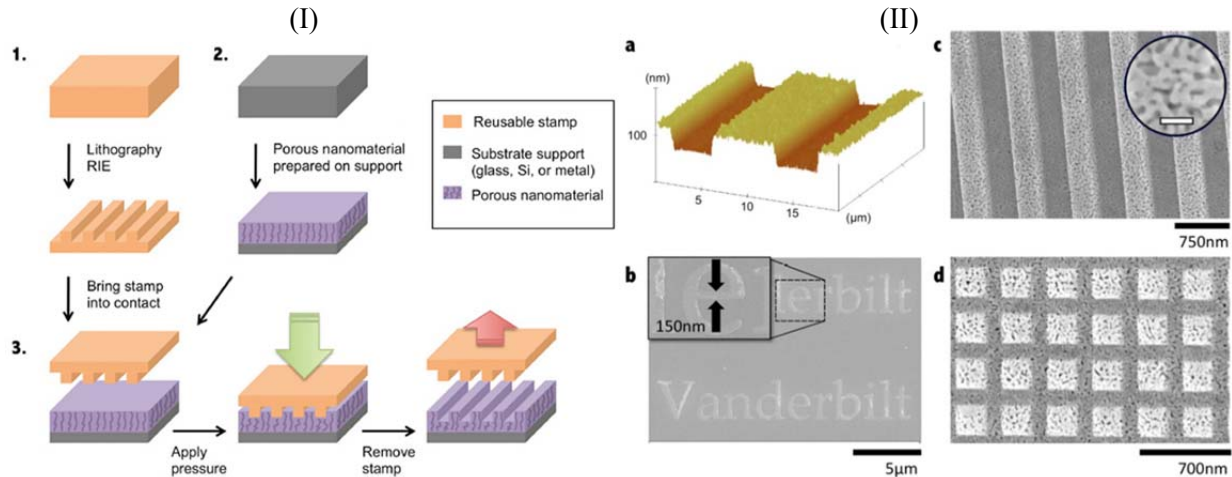 (I)
(II)
1.
2.
Lithography
RIE
Porous nanomaterial
prepared on support
Reusable stamp
Substrate support
(glass, Si, or metal)
Porous nanomaterial
Bring stamp
into contact
3.
Apply
pressure
Remove
stamp
a
(nm)
100
5
10
15
(μm)
b
e
erbilt
150nm
Vanderbilt
5μm
c
750nm
d
700nm